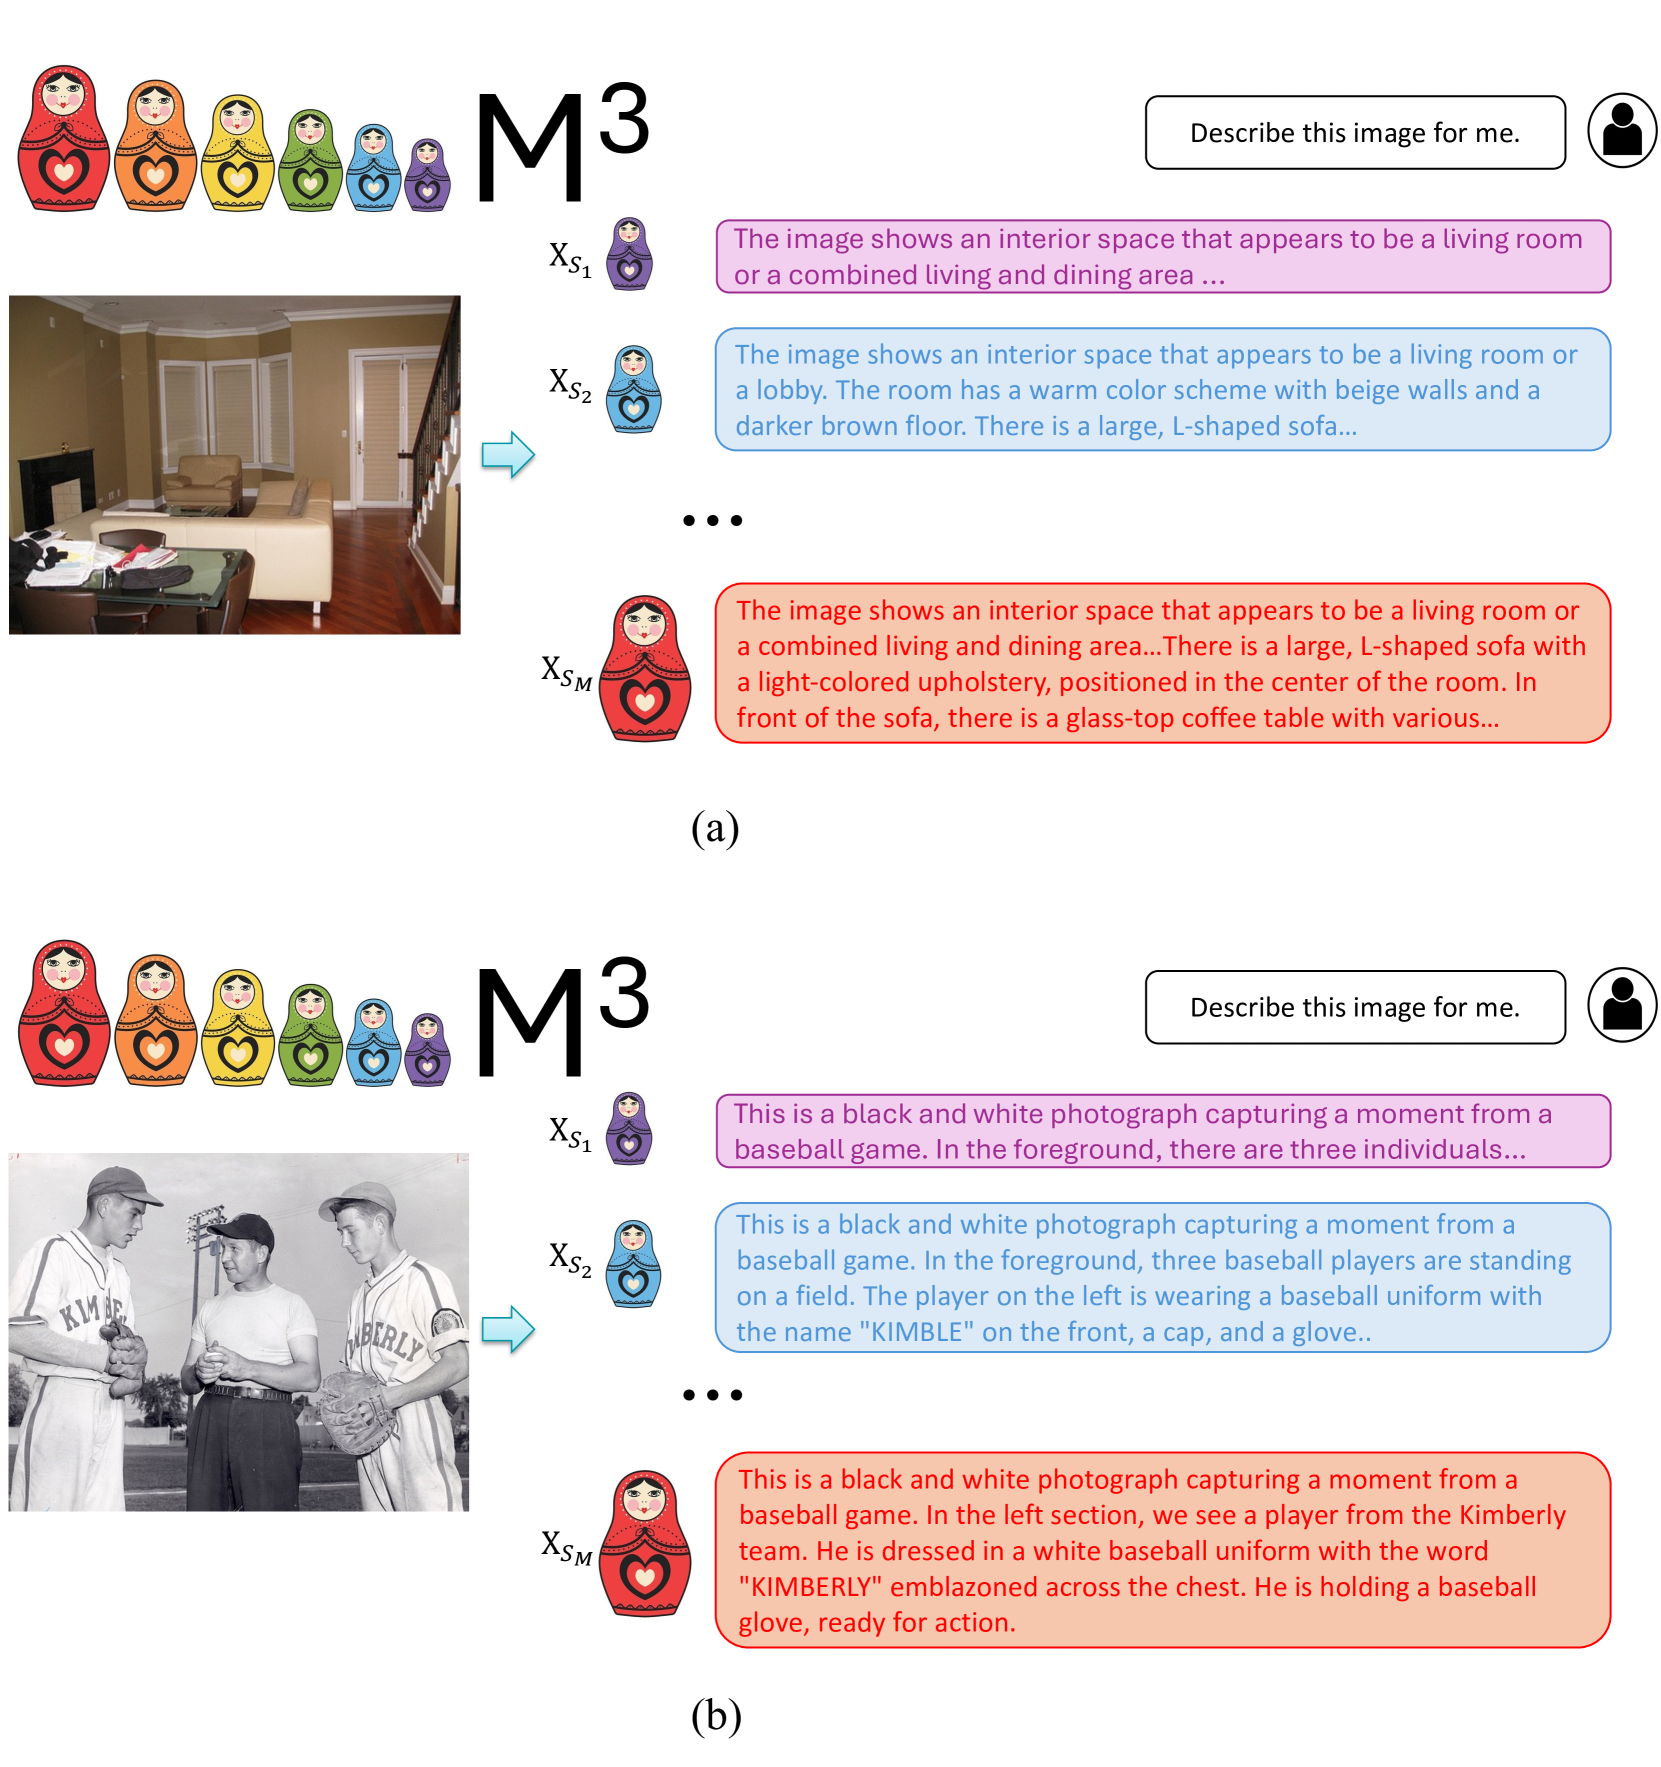 M³
Describe this image for me.
X_{S_1}
The image shows an interior space that appears to be a living room
or a combined living and dining area ...
X_{S_2}
The image shows an interior space that appears to be a living room or
a lobby. The room has a warm color scheme with beige walls and a
darker brown floor. There is a large, L-shaped sofa…
...
X_{S_M}
The image shows an interior space that appears to be a living room or
a combined living and dining area…There is a large, L-shaped sofa with
a light-colored upholstery, positioned in the center of the room. In
front of the sofa, there is a glass-top coffee table with various…
(a)
M³
Describe this image for me.
X_{S_1}
This is a black and white photograph capturing a moment from a
baseball game. In the foreground, there are three individuals...
X_{S_2}
This is a black and white photograph capturing a moment from a
baseball game. In the foreground, three baseball players are standing
on a field. The player on the left is wearing a baseball uniform with
the name "KIMBLE" on the front, a cap, and a glove..
KIMBE
MBERLY
...
X_{S_M}
This is a black and white photograph capturing a moment from a
baseball game. In the left section, we see a player from the Kimberly
team. He is dressed in a white baseball uniform with the word
"KIMBERLY" emblazoned across the chest. He is holding a baseball
glove, ready for action.
(b)